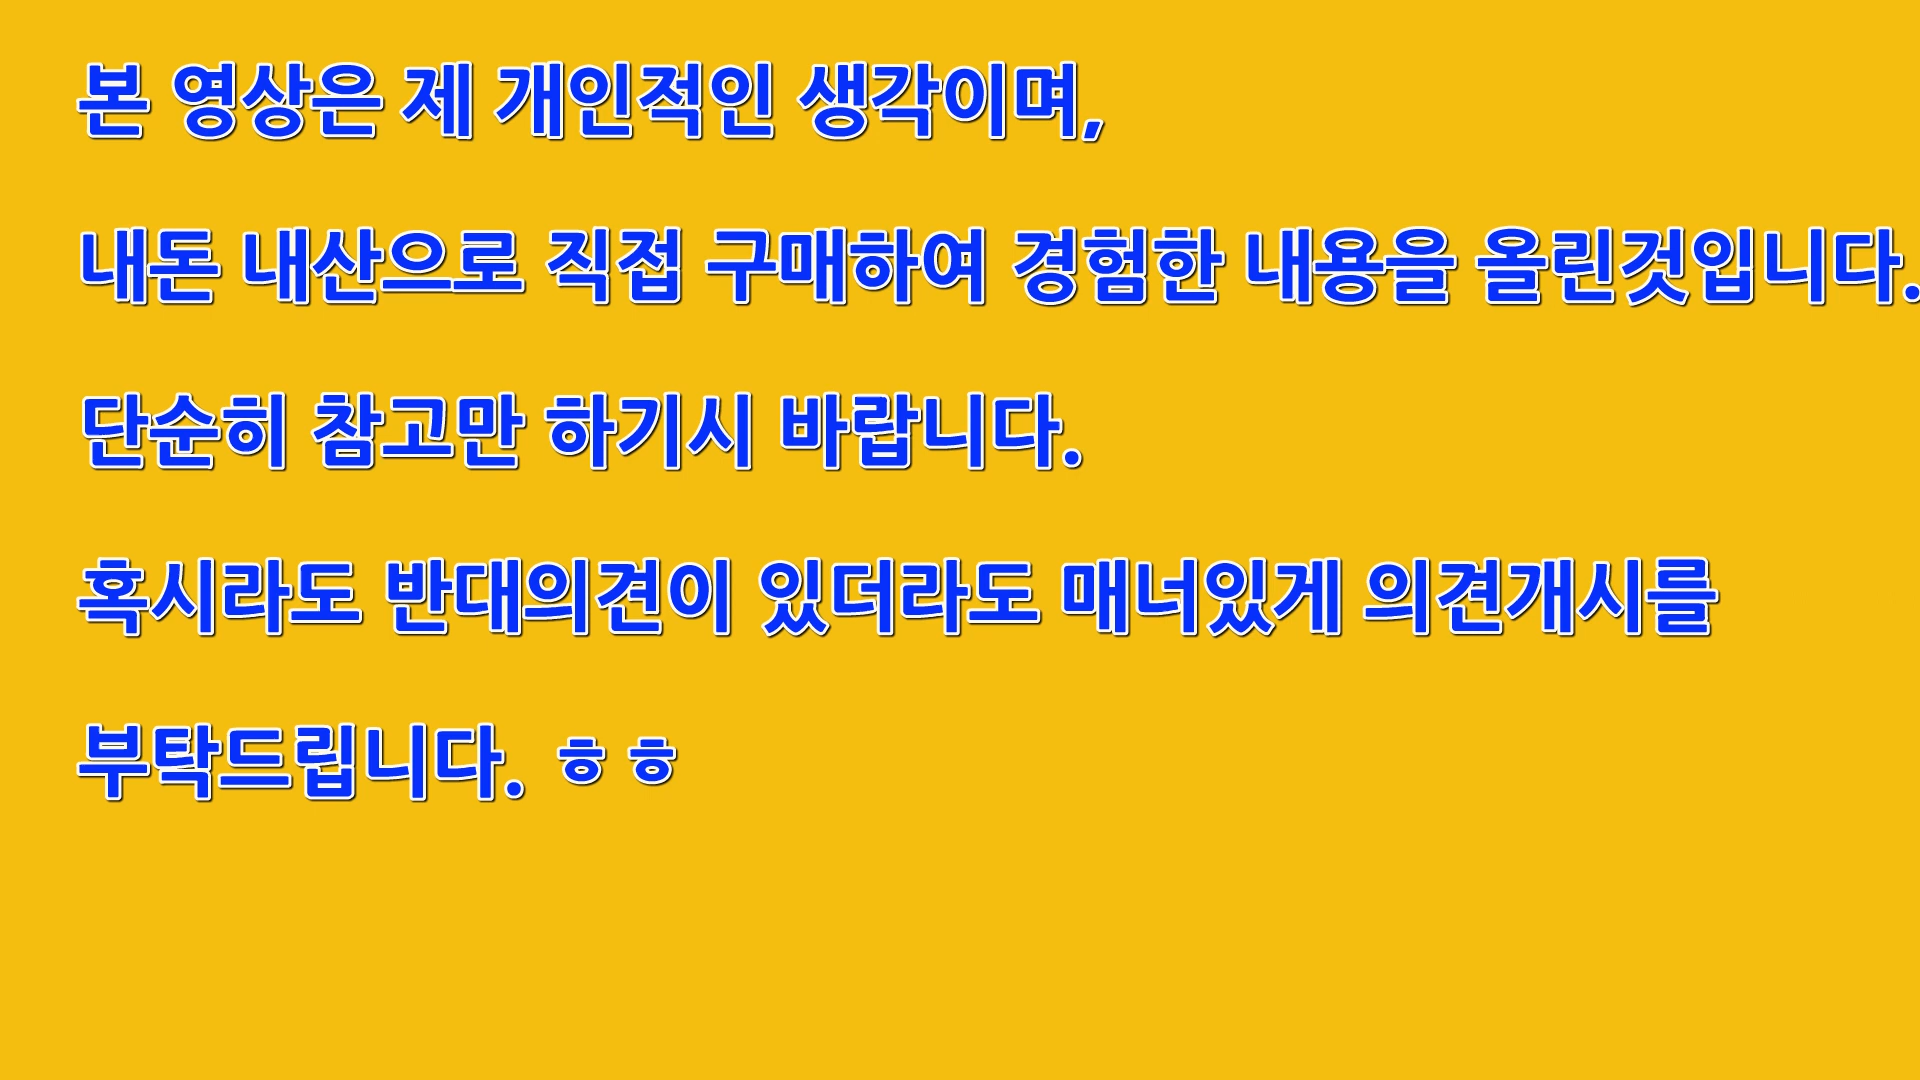 본 영상은 제 개인적인 생각이며,
내돈 내산으로 직접 구매하여 경험한 내용을 올린것입니다.
단순히 참고만 하기시 바랍니다.
혹시라도 반대의견이 있더라도 매너있게 의견개시를
부탁드립니다. ㅎㅎ